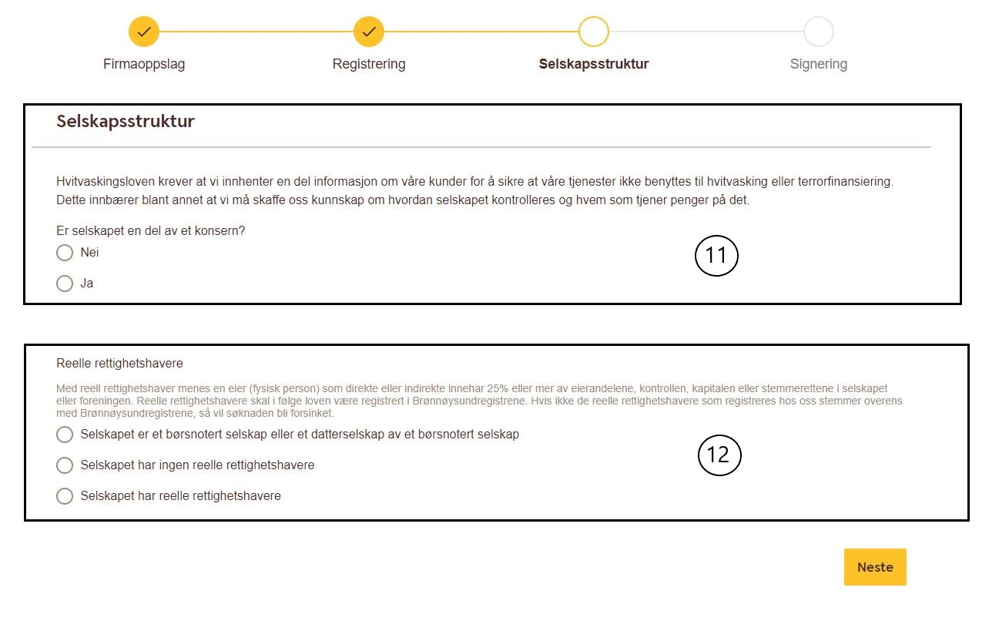 Firmaoppslag
Registrering
Selskapsstruktur
Signering
Selskapsstruktur
Hvitvaskingsloven krever at vi innhenter en del informasjon om våre kunder for å sikre at våre tjenester ikke benyttes til hvitvasking eller terrorfinansiering.
Dette innbærer blant annet at vi må skaffe oss kunnskap om hvordan selskapet kontrolleres og hvem som tjener penger på det.
Er selskapet en del av et konsern?
Nei
11
Ja
Reelle rettighetshavere
Med reell rettighetshaver menes en eier (fysisk person) som direkte eller indirekte innehar 25% eller mer av eierandelene, kontrollen, kapitalen eller stemmerettene i selskapet
eller foreningen. Reelle rettighetshavere skal i følge loven være registrert i Brønnøysundregistrene. Hvis ikke de reelle rettighetshavere som registreres hos oss stemmer overens
med Brønnøysundregistrene, så vil søknaden bli forsinket.
Selskapet er et børsnotert selskap eller et datterselskap av et børsnotert selskap
12
Selskapet har ingen reelle rettighetshavere
Selskapet har reelle rettighetshavere
Neste